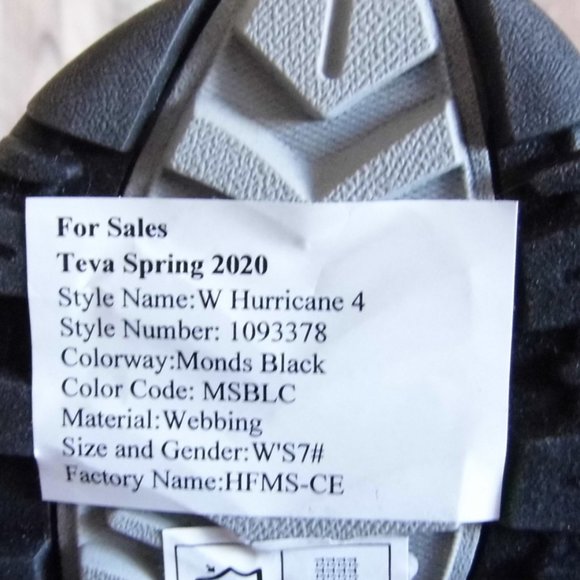 For Sales
Teva Spring 2020
Style Name:W Hurricane 4
Style Number: 1093378
Colorway:Monds Black
Color Code: MSBLC
Material:Webbing
Size and Gender:W'S7#
Factory Name:HFMS-CE